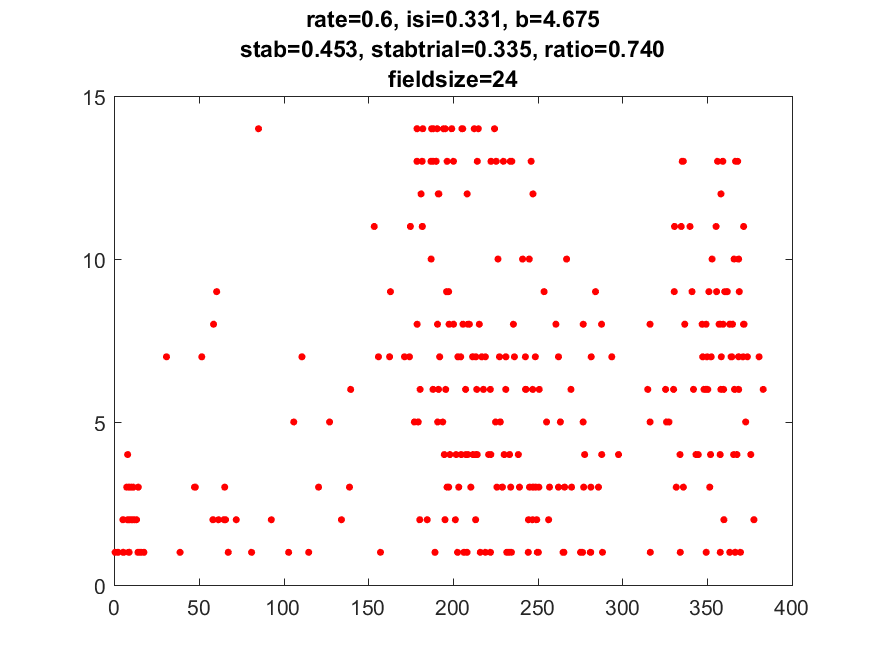 rate=0.6, isi=0.331, b=4.675
stab=0.453, stabtrial=0.335, ratio=0.740
fieldsize=24
15
10
5
0
0 50 100 150 200 250 300 350 400